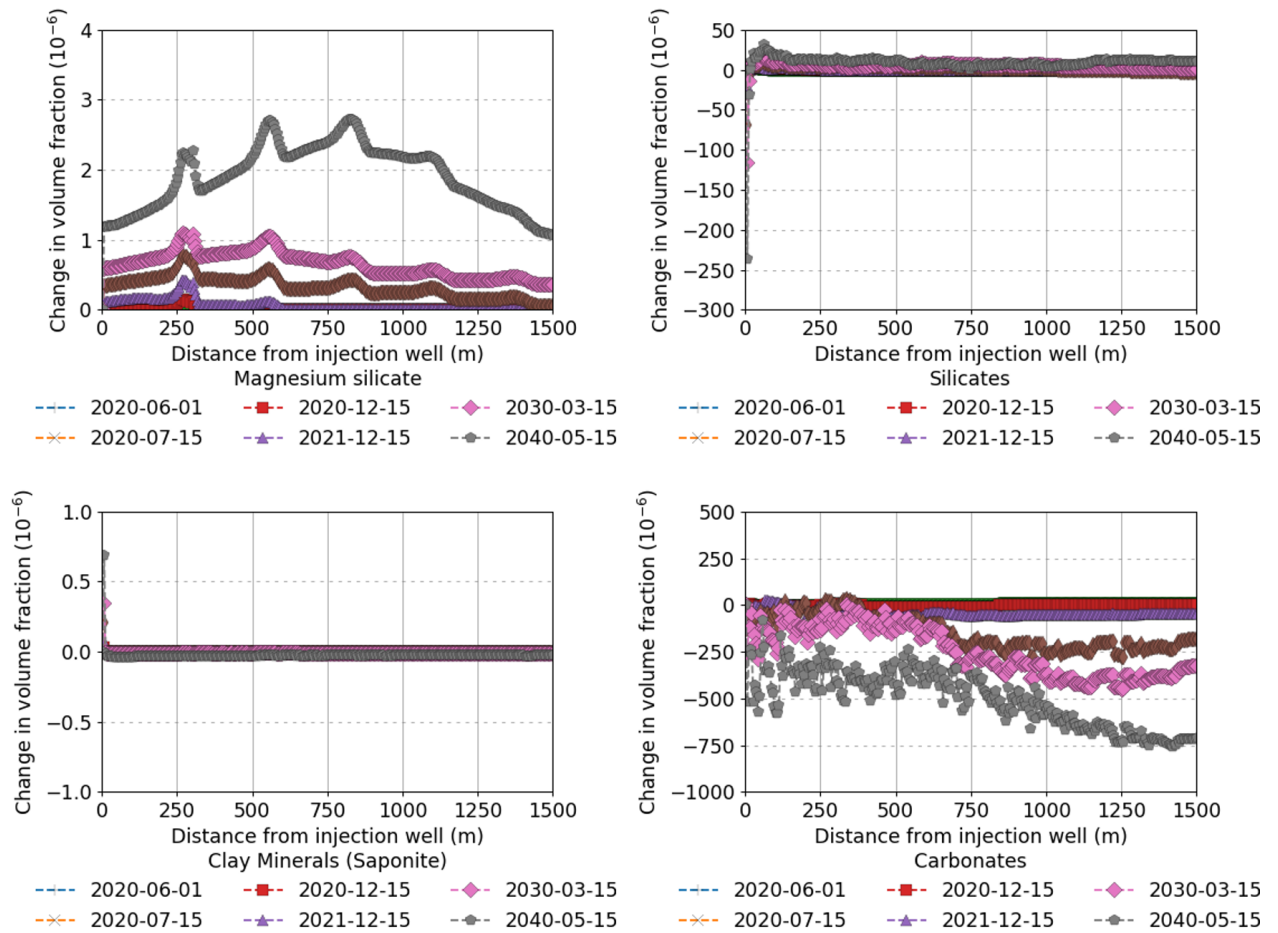 Change in volume fraction (10⁻⁶)
4
3
2
1
0
0 250 500 750 1000 1250 1500
Distance from injection well (m)
Magnesium silicate
2020-06-01 2020-12-15 2030-03-15
2020-07-15 2021-12-15 2040-05-15
Change in volume fraction (10⁻⁶)
50
0
−50
−100
−150
−200
−250
−300
0 250 500 750 1000 1250 1500
Distance from injection well (m)
Silicates
2020-06-01 2020-12-15 2030-03-15
2020-07-15 2021-12-15 2040-05-15
Change in volume fraction (10⁻⁶)
1.0
0.5
0.0
−0.5
−1.0
0 250 500 750 1000 1250 1500
Distance from injection well (m)
Clay Minerals (Saponite)
2020-06-01 2020-12-15 2030-03-15
2020-07-15 2021-12-15 2040-05-15
Change in volume fraction (10⁻⁶)
500
250
0
−250
−500
−750
−1000
0 250 500 750 1000 1250 1500
Distance from injection well (m)
Carbonates
2020-06-01 2020-12-15 2030-03-15
2020-07-15 2021-12-15 2040-05-15